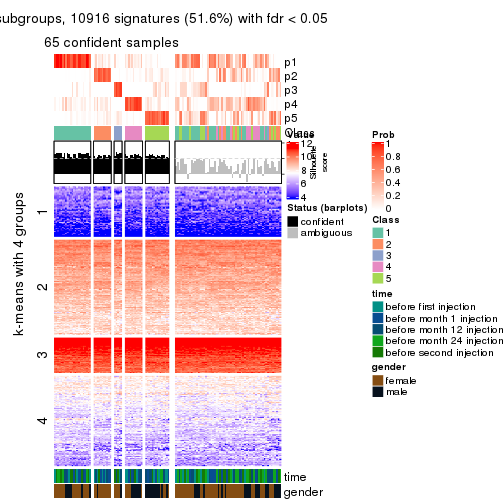 subgroups, 10916 signatures (51.6%) with fdr < 0.05
65 confident samples
p1
p2
p3
p4
p5
Class
1
2
3
4
k-means with 4 groups
time
gender
Value
12
10
8
6
4
Silhouette
score
Status (barplots)
confident
ambiguous
Prob
1
0.8
0.6
0.4
0.2
0
Class
1
2
3
4
5
time
before first injection
before month 1 injection
before month 12 injection
before month 24 injection
before second injection
gender
female
male